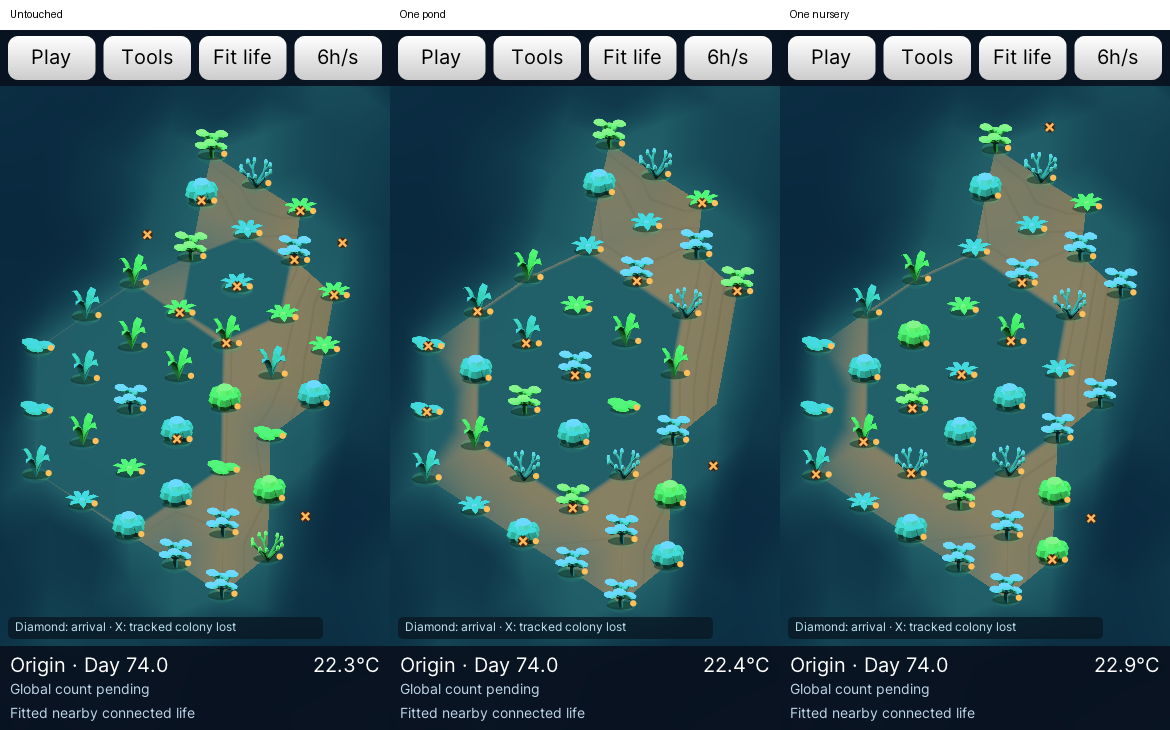 Untouched
One pond
One nursery
Play Tools Fit life 6h/s
Play Tools Fit life 6h/s
Play Tools Fit life 6h/s
Diamond: arrival · X: tracked colony lost
Diamond: arrival · X: tracked colony lost
Diamond: arrival · X: tracked colony lost
Origin · Day 74.0 22.3°C
Global count pending
Fitted nearby connected life
Origin · Day 74.0 22.4°C
Global count pending
Fitted nearby connected life
Origin · Day 74.0 22.9°C
Global count pending
Fitted nearby connected life